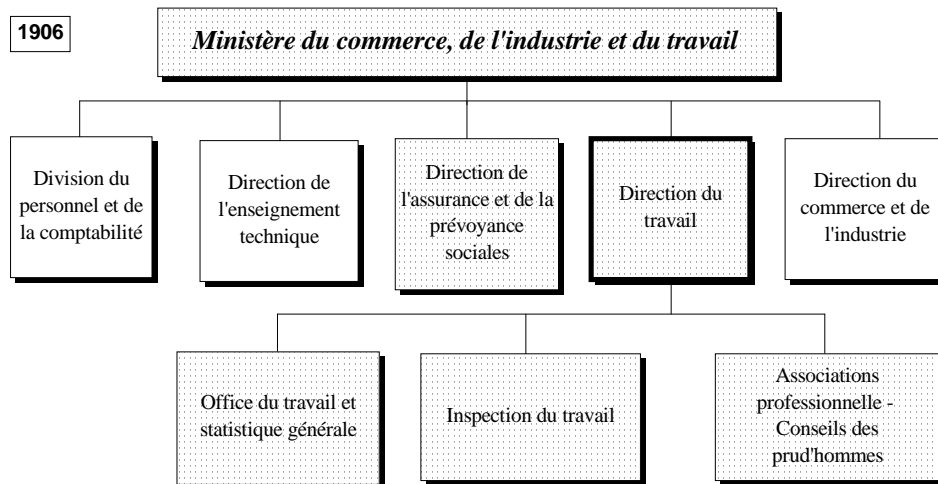 1906
Ministère du commerce, de l'industrie et du travail
Division du
personnel et de
la comptabilité
Direction de
l'enseignement
technique
Direction de
l'assurance et de la
prévoyance
sociales
Direction du
travail
Direction du
commerce et de
l'industrie
Office du travail et
statistique générale
Inspection du travail
Associations
professionnelle -
Conseils des
prud'hommes